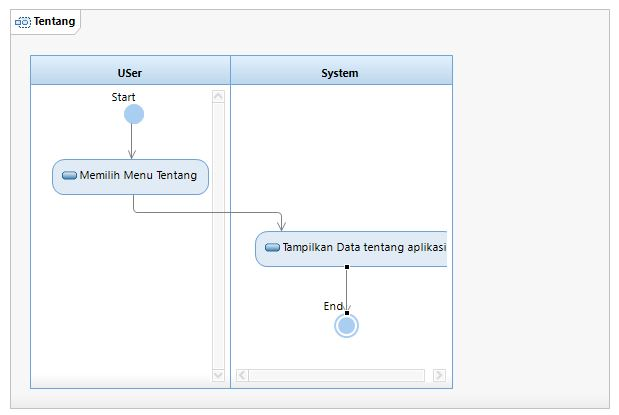 Tentang
USer
System
Start
Memilih Menu Tentang
Tampilkan Data tentang aplikasi
End